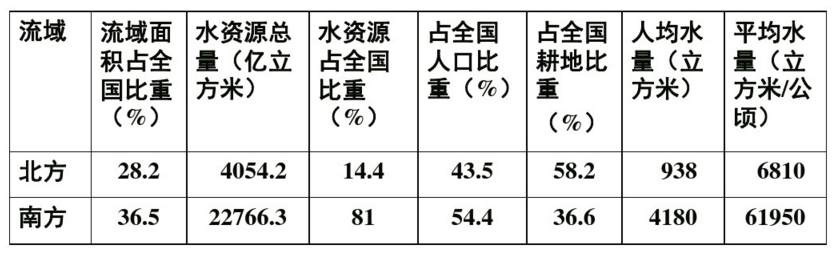 流域 流域面积占全国比重（%） 水资源总量（亿立方米） 水资源占全国比重（%） 占全国人口比重（%） 占全国耕地比重（%） 人均水量（立方米） 平均水量（立方米/公顷）
北方 28.2 4054.2 14.4 43.5 58.2 938 6810
南方 36.5 22766.3 81 54.4 36.6 4180 61950